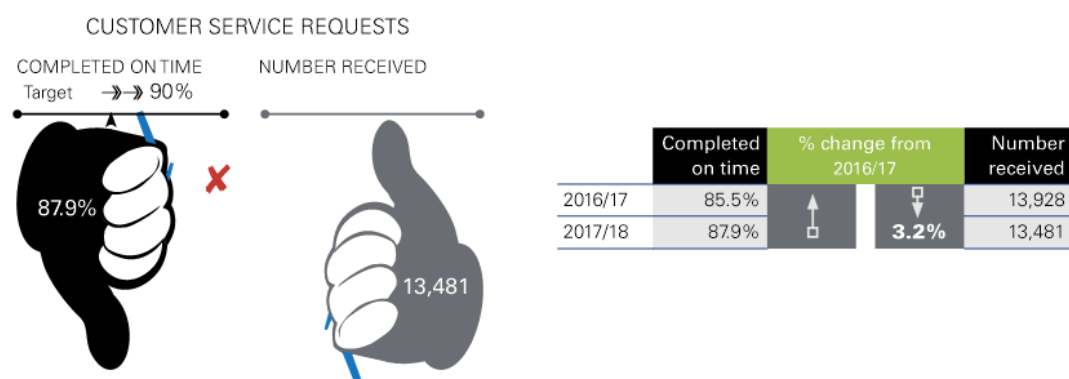 CUSTOMER SERVICE REQUESTS
COMPLETED ON TIME
Target 90%
87.9%
NUMBER RECEIVED
13,481
Completed on time % change from 2016/17 Number received
2016/17 85.5% 13,928
2017/18 87.9% 3.2% 13,481